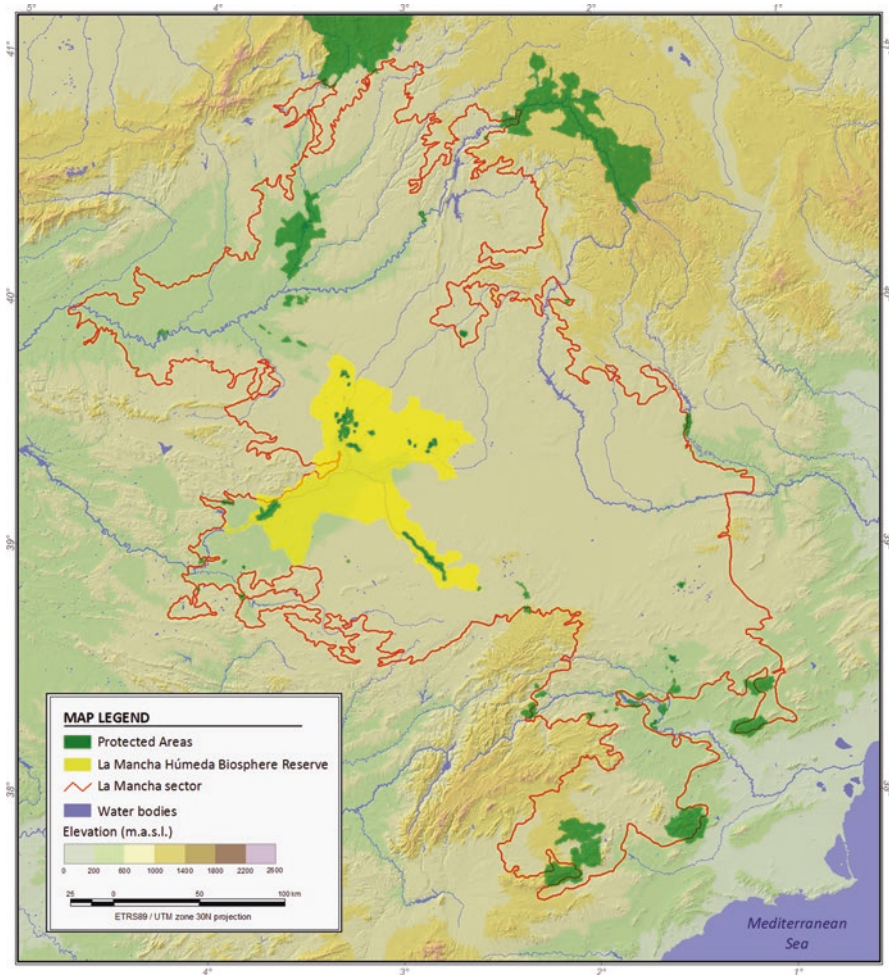 5° 4° 3° 2° 1°
41°
40°
39°
38°
MAP LEGEND
Protected Areas
La Mancha Húmeda Biosphere Reserve
La Mancha sector
Water bodies
Elevation (m.a.s.l.)
0 200 600 1000 1400 1800 2200 2600
25 0 50 100 km
ETRS89 / UTM zone 30N projection
Mediterranean
Sea
4° 3° 2° 1°